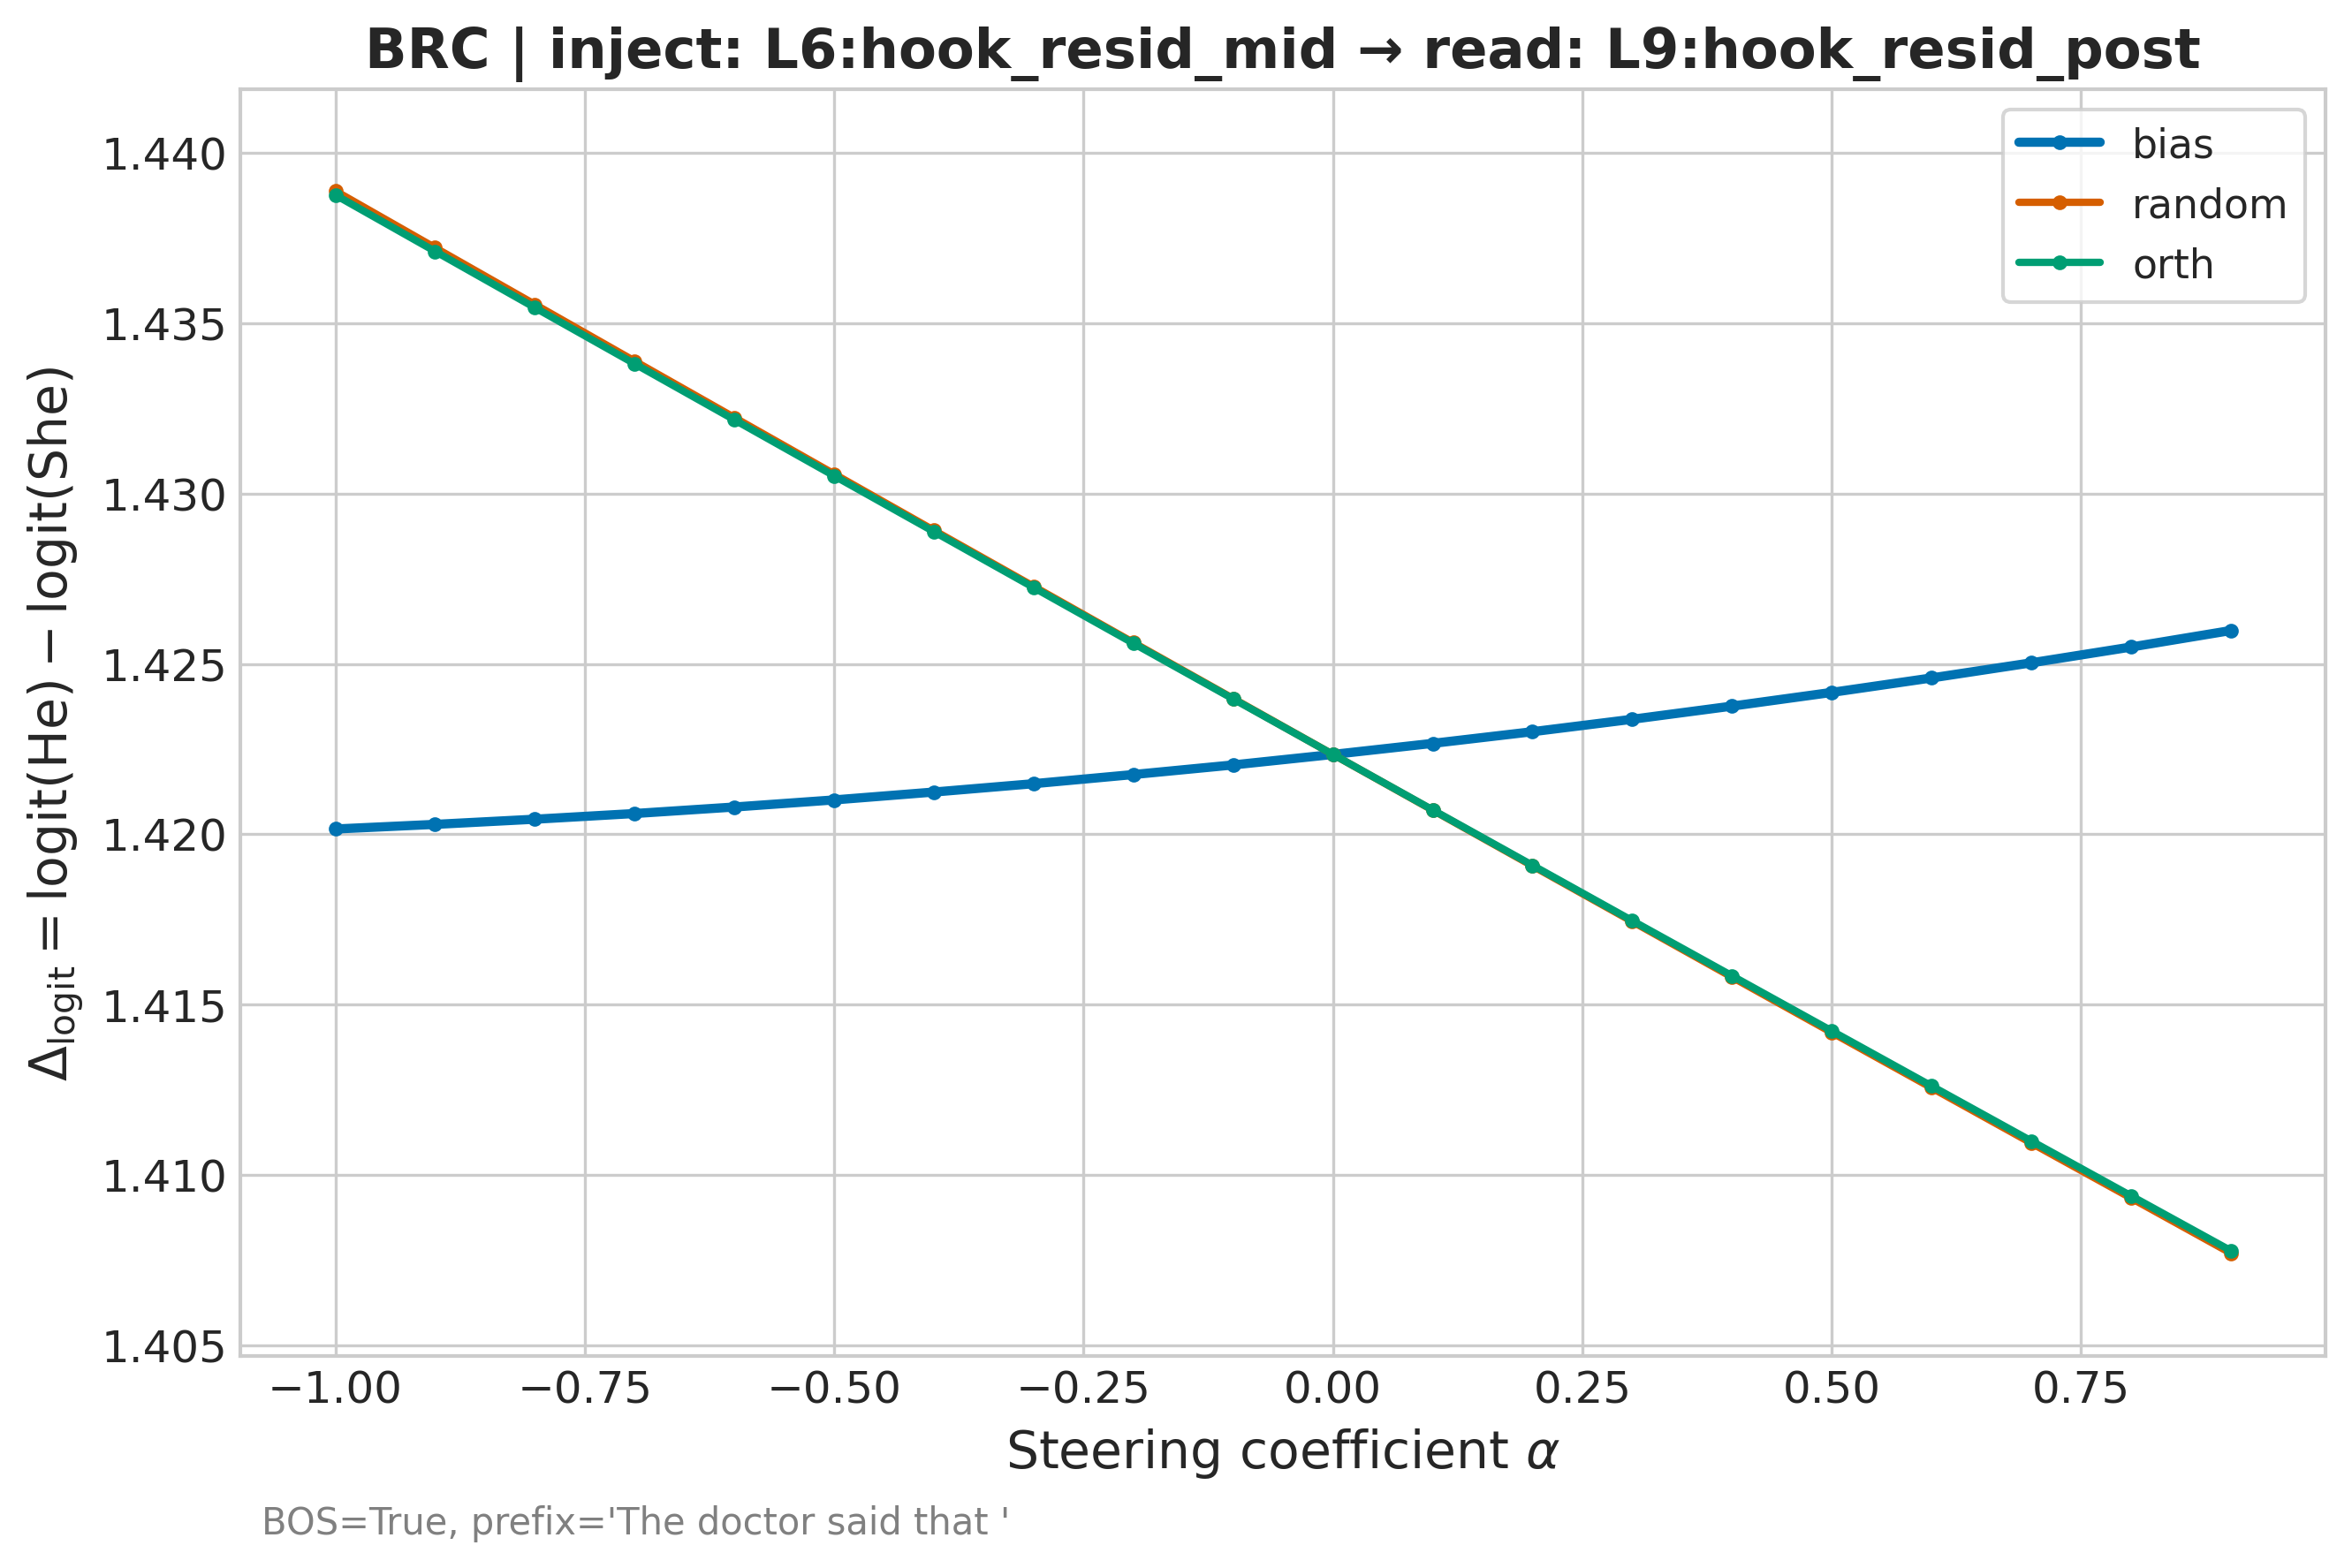 BRC | inject: L6:hook_resid_mid → read: L9:hook_resid_post
bias
random
orth
Δlogit = logit(He) − logit(She)
1.440
1.435
1.430
1.425
1.420
1.415
1.410
1.405
−1.00 −0.75 −0.50 −0.25 0.00 0.25 0.50 0.75
Steering coefficient α
BOS=True, prefix='The doctor said that '